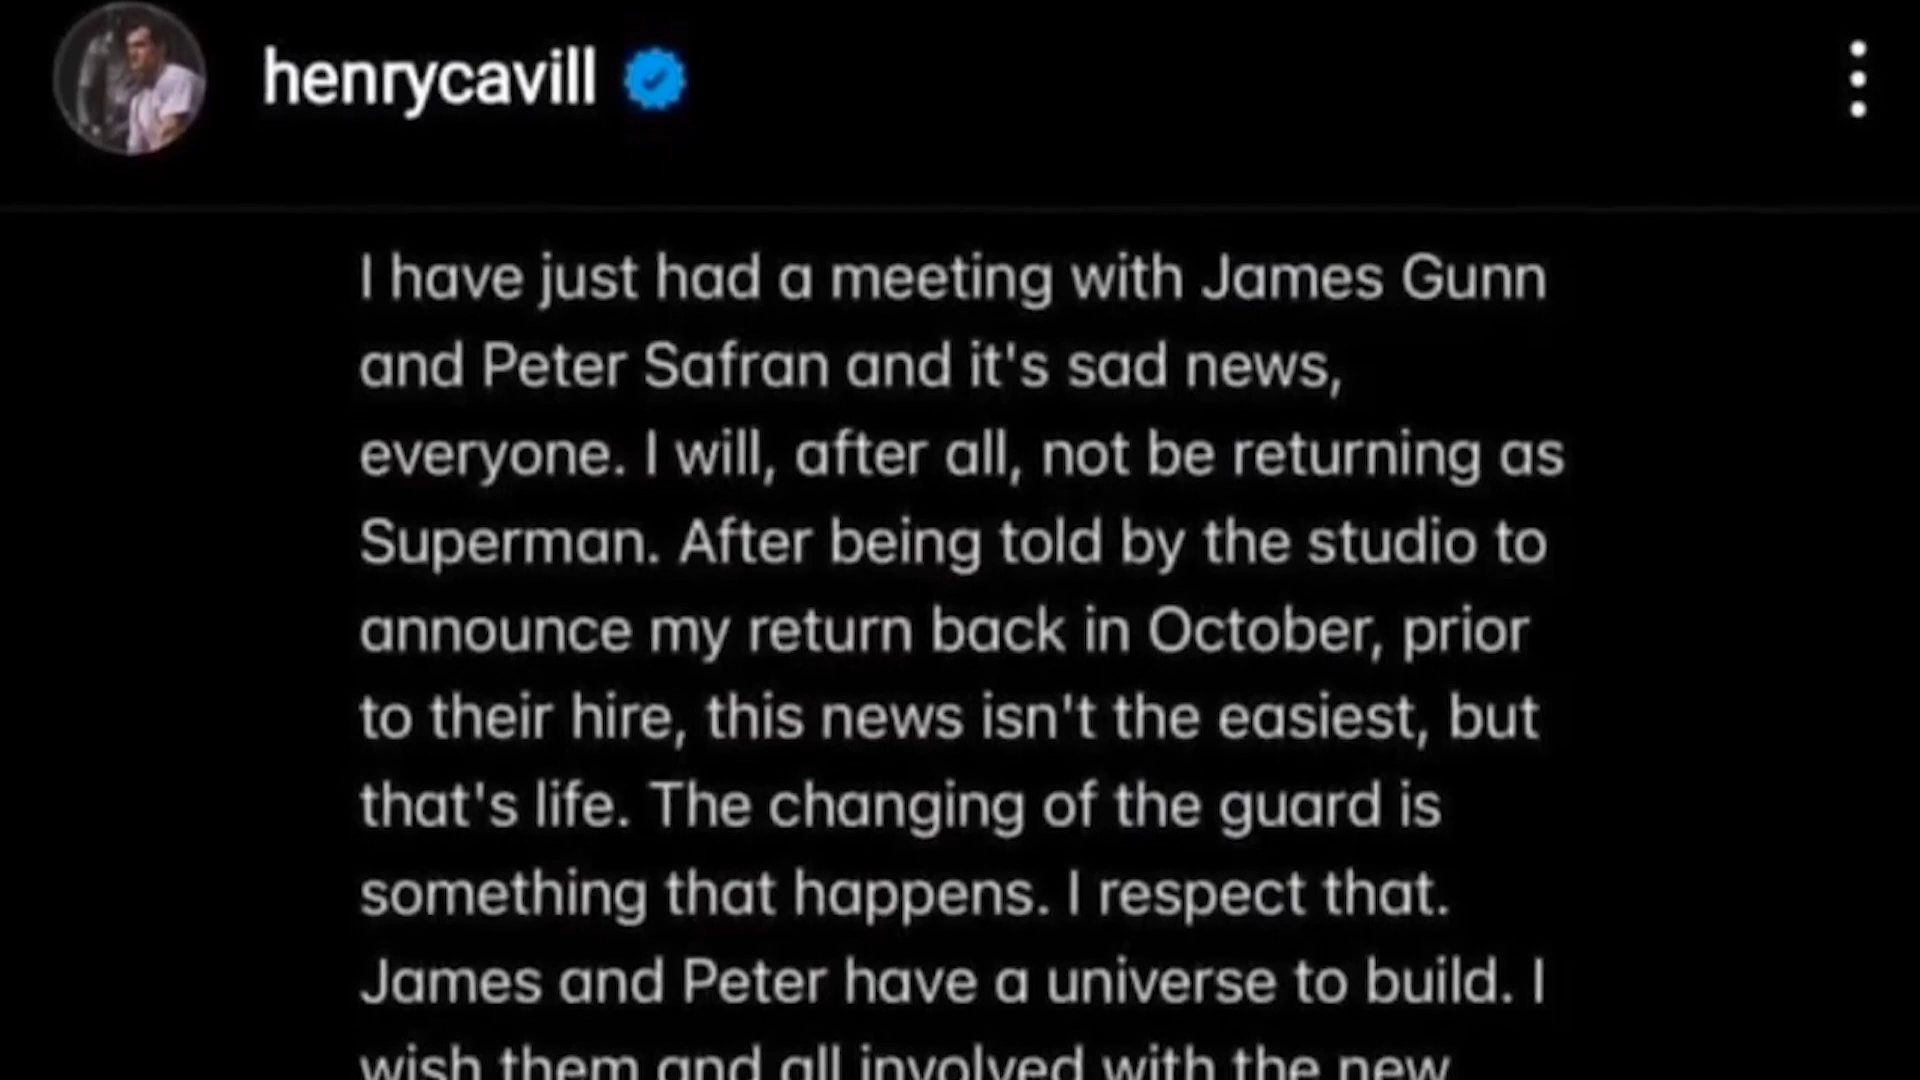 henrycavill
I have just had a meeting with James Gunn
and Peter Safran and it's sad news,
everyone. I will, after all, not be returning as
Superman. After being told by the studio to
announce my return back in October, prior
to their hire, this news isn't the easiest, but
that's life. The changing of the guard is
something that happens. I respect that.
James and Peter have a universe to build. I
wish them and all involved with the new